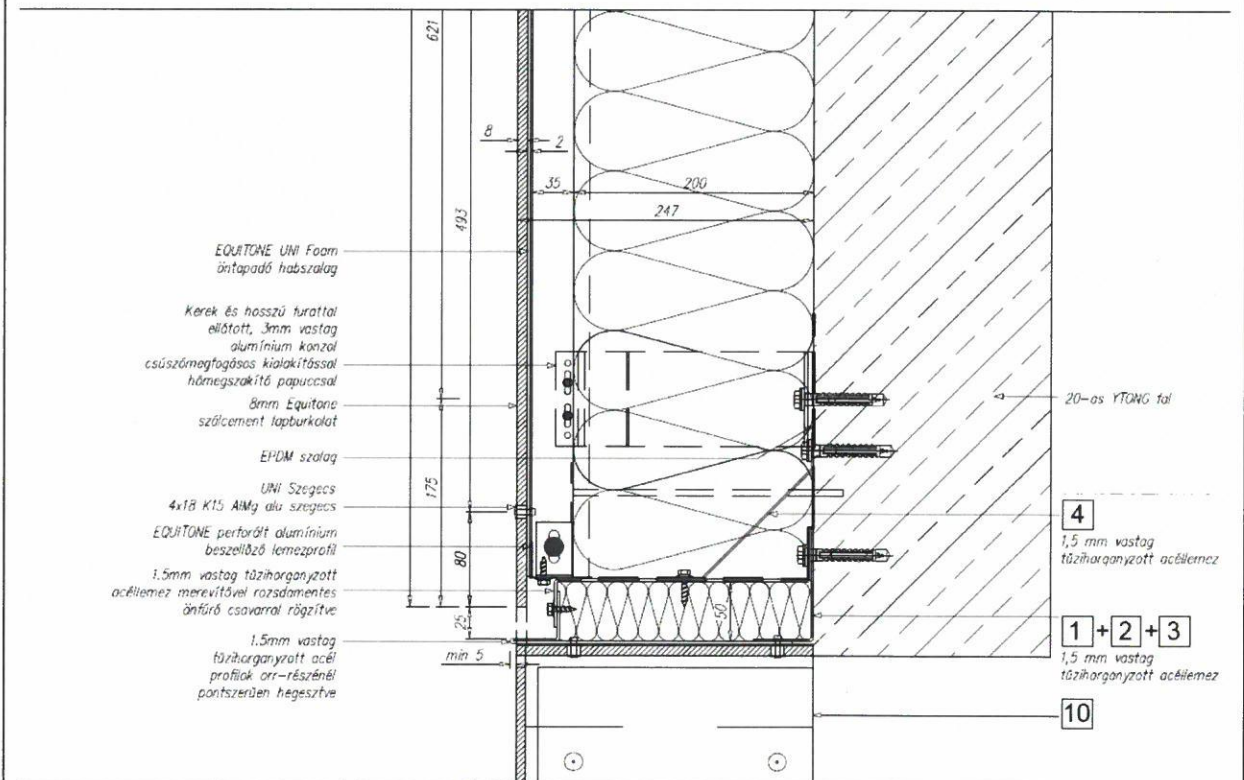 621
8
2
35
200
247
493
EQUITONE UNI Foam
öntapadó habszalag
Kerek és hosszú furattal
ellátott, 3mm vastag
alumínium konzol
csúszómegfogásos kialakítással
hőmegszakító papuccsal
8mm Equitone
szálcement lapburkolat
20-as YTONG fal
EPDM szalag
UNI Szegecs
4x18 K15 AlMg alu szegecs
175
4
1,5 mm vastag
tűzihorganyzott acéllemez
EQUITONE perforált alumínium
beszellőző lemezprofil
80
1.5mm vastag tűzihorganyzott
acéllemez merevítővel rozsdamentes
önfúró csavarral rögzítve
50
25
1 + 2 + 3
1,5 mm vastag
tűzihorganyzott acéllemez
1.5mm vastag
tűzihorganyzott acél
profilok orr-részénél
pontszerűen hegesztve
min 5
10